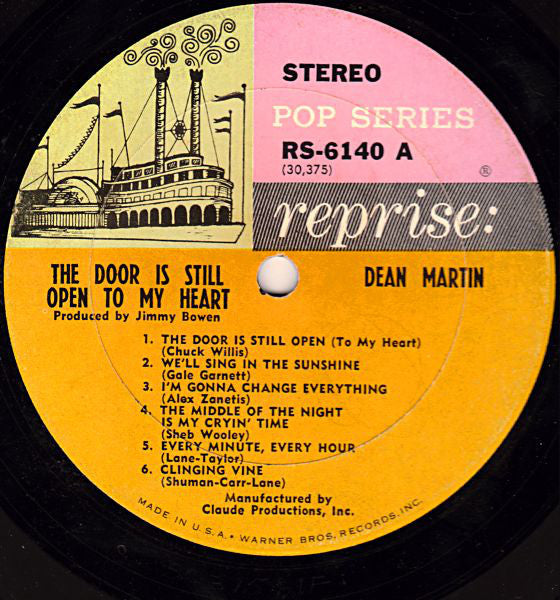 STEREO
POP SERIES
RS-6140 A
(30,375)
®
reprise:
THE DOOR IS STILL
OPEN TO MY HEART
Produced by Jimmy Bowen
DEAN MARTIN
1. THE DOOR IS STILL OPEN (To My Heart)
(Chuck Willis)
2. WE'LL SING IN THE SUNSHINE
(Gale Garnett)
3. I'M GONNA CHANGE EVERYTHING
(Alex Zanetis)
4. THE MIDDLE OF THE NIGHT
IS MY CRYIN' TIME
(Sheb Wooley)
5. EVERY MINUTE, EVERY HOUR
(Lane-Taylor)
6. CLINGING VINE
(Shuman-Carr-Lane)
Manufactured by
Claude Productions, Inc.
MADE IN U.S.A. • WARNER BROS. RECORDS, INC.